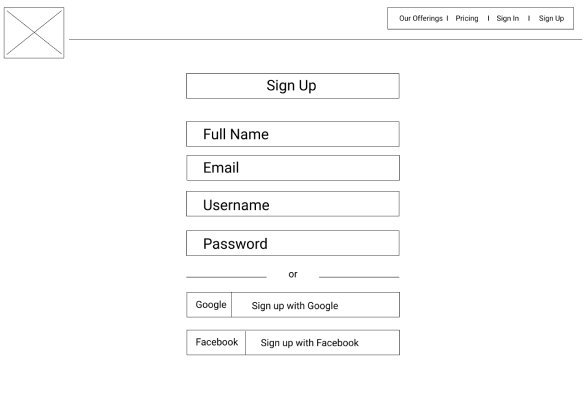 Our Offerings I Pricing I Sign In I Sign Up
Sign Up
Full Name
Email
Username
Password
or
Google Sign up with Google
Facebook Sign up with Facebook